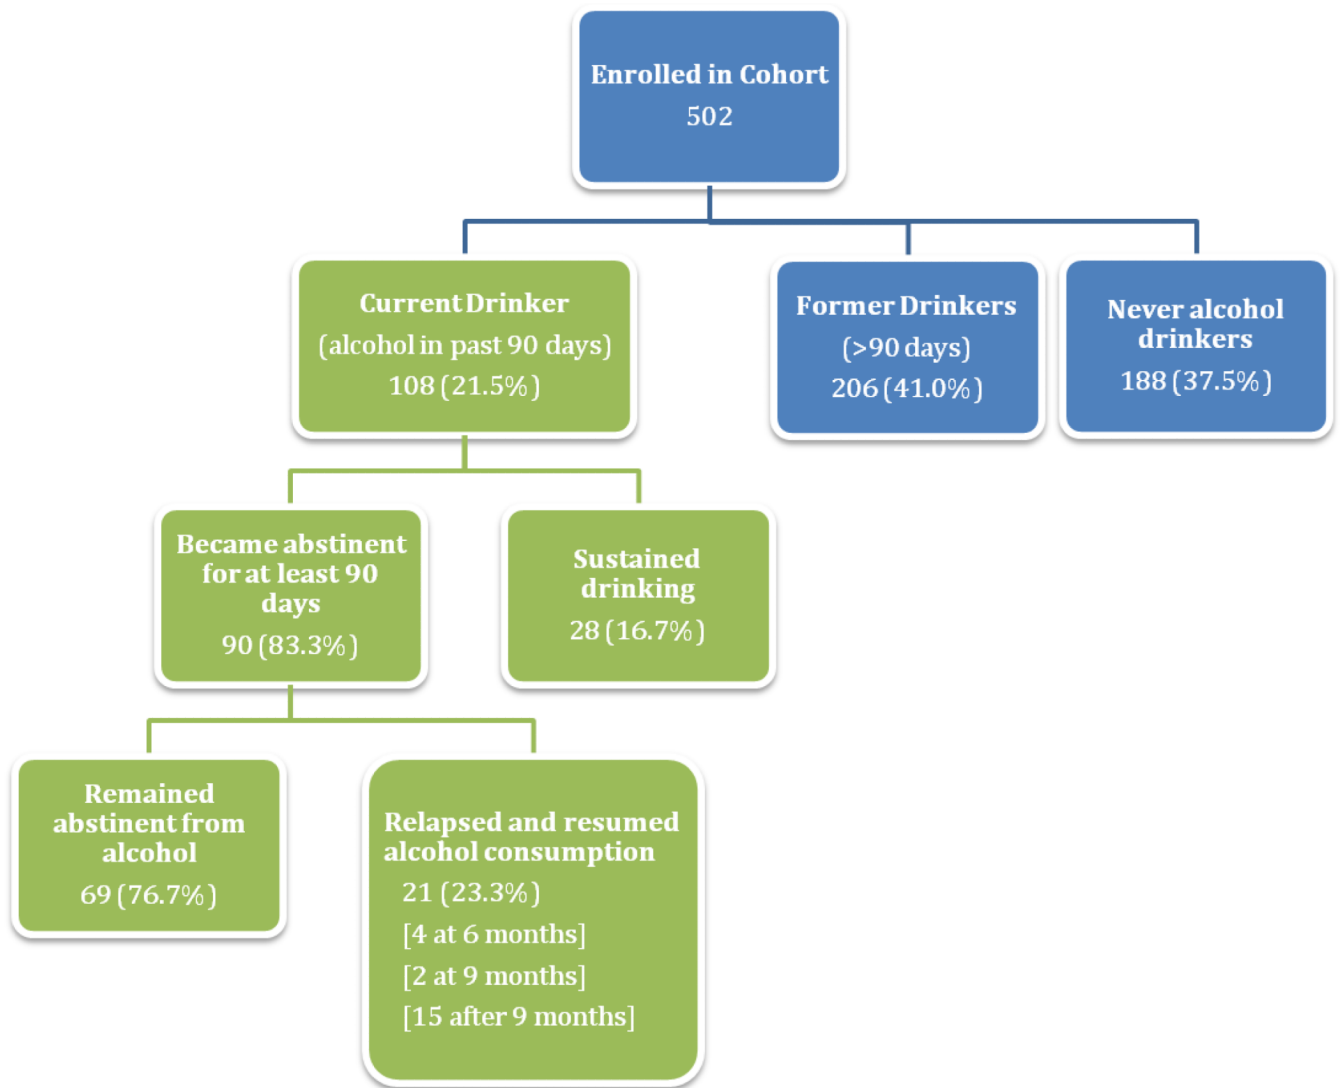 Enrolled in Cohort
502
Current Drinker
(alcohol in past 90 days)
108 (21.5%)
Former Drinkers
(>90 days)
206 (41.0%)
Never alcohol
drinkers
188 (37.5%)
Became abstinent
for at least 90
days
90 (83.3%)
Sustained
drinking
28 (16.7%)
Remained
abstinent from
alcohol
69 (76.7%)
Relapsed and resumed
alcohol consumption
21 (23.3%)
[4 at 6 months]
[2 at 9 months]
[15 after 9 months]